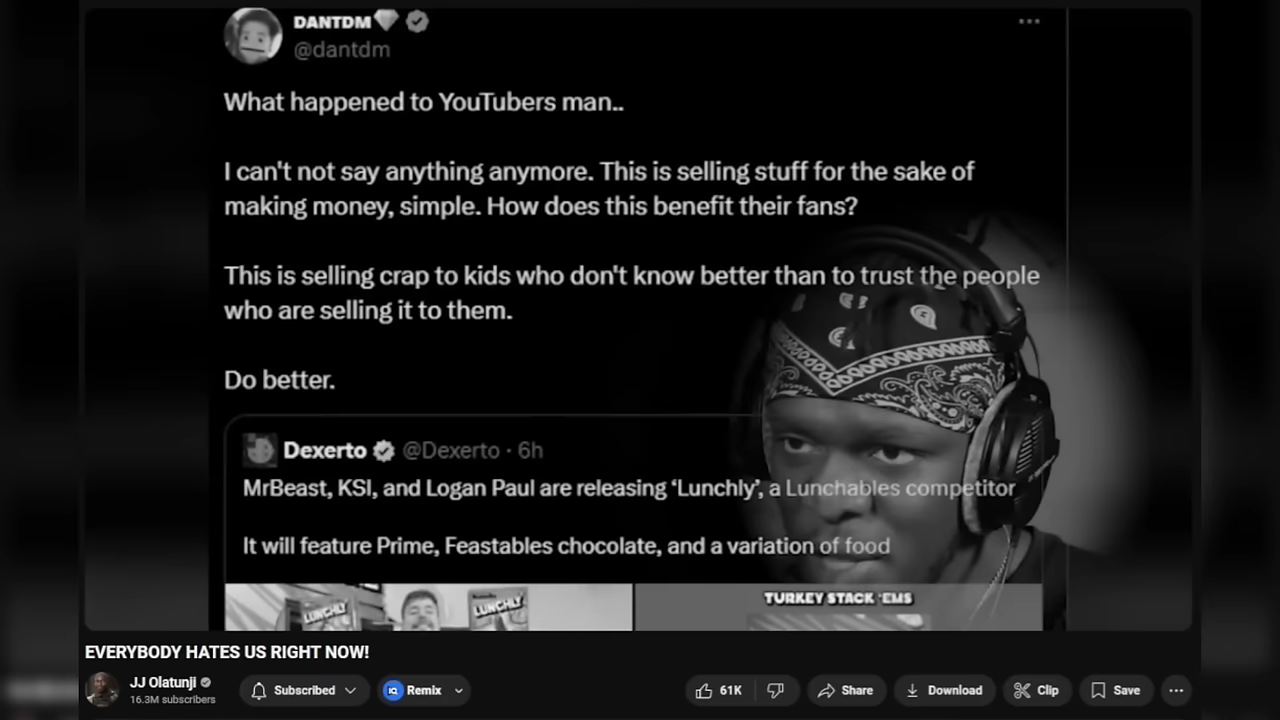 DANTDM
@dantdm
What happened to YouTubers man..
I can't not say anything anymore. This is selling stuff for the sake of
making money, simple. How does this benefit their fans?
This is selling crap to kids who don't know better than to trust the people
who are selling it to them.
Do better.
Dexerto @Dexerto · 6h
MrBeast, KSI, and Logan Paul are releasing ‘Lunchly’, a Lunchables competitor
It will feature Prime, Feastables chocolate, and a variation of food
TURKEY STACK 'EMS
LUNCHLY LUNCHLY
EVERYBODY HATES US RIGHT NOW!
JJ Olatunji
16.3M subscribers
Subscribed
IQ Remix
61K
Share
Download
Clip
Save